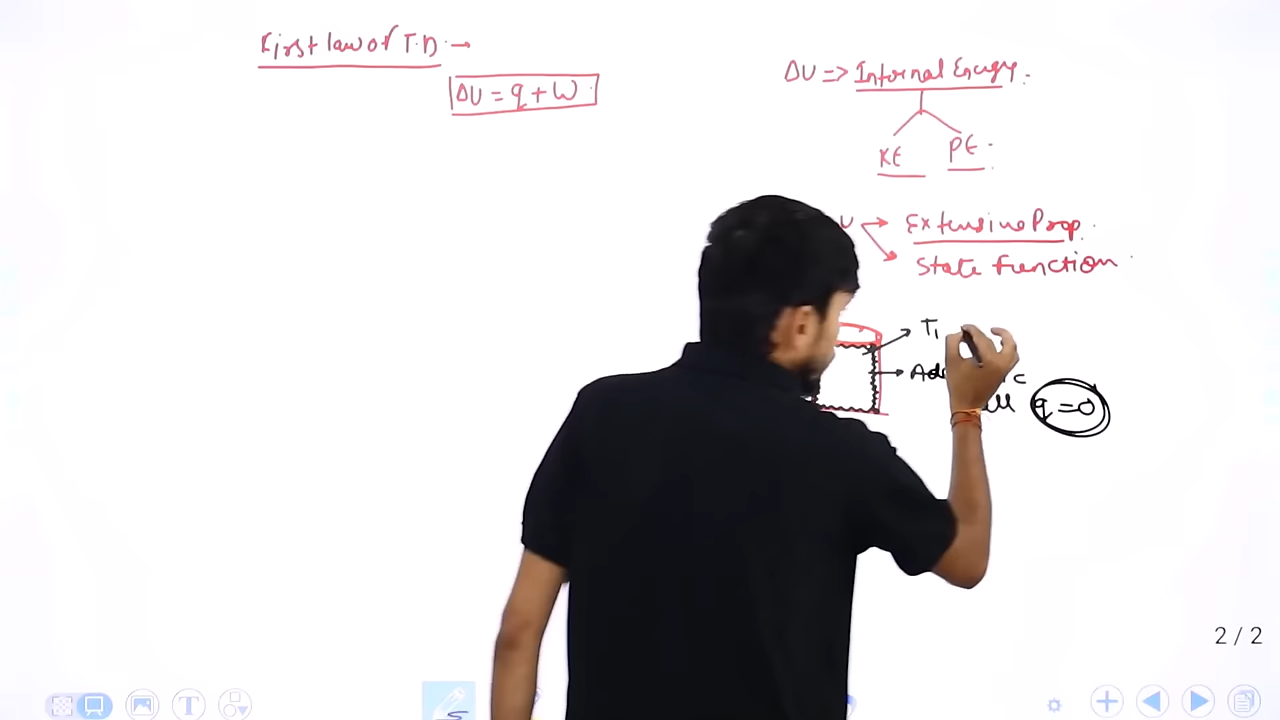 First law of T.D →
ΔU = q + W
ΔU => Internal Energy.
KE PE.
U → Extensive Prop.
State function
T1
q = 0
2 / 2
T